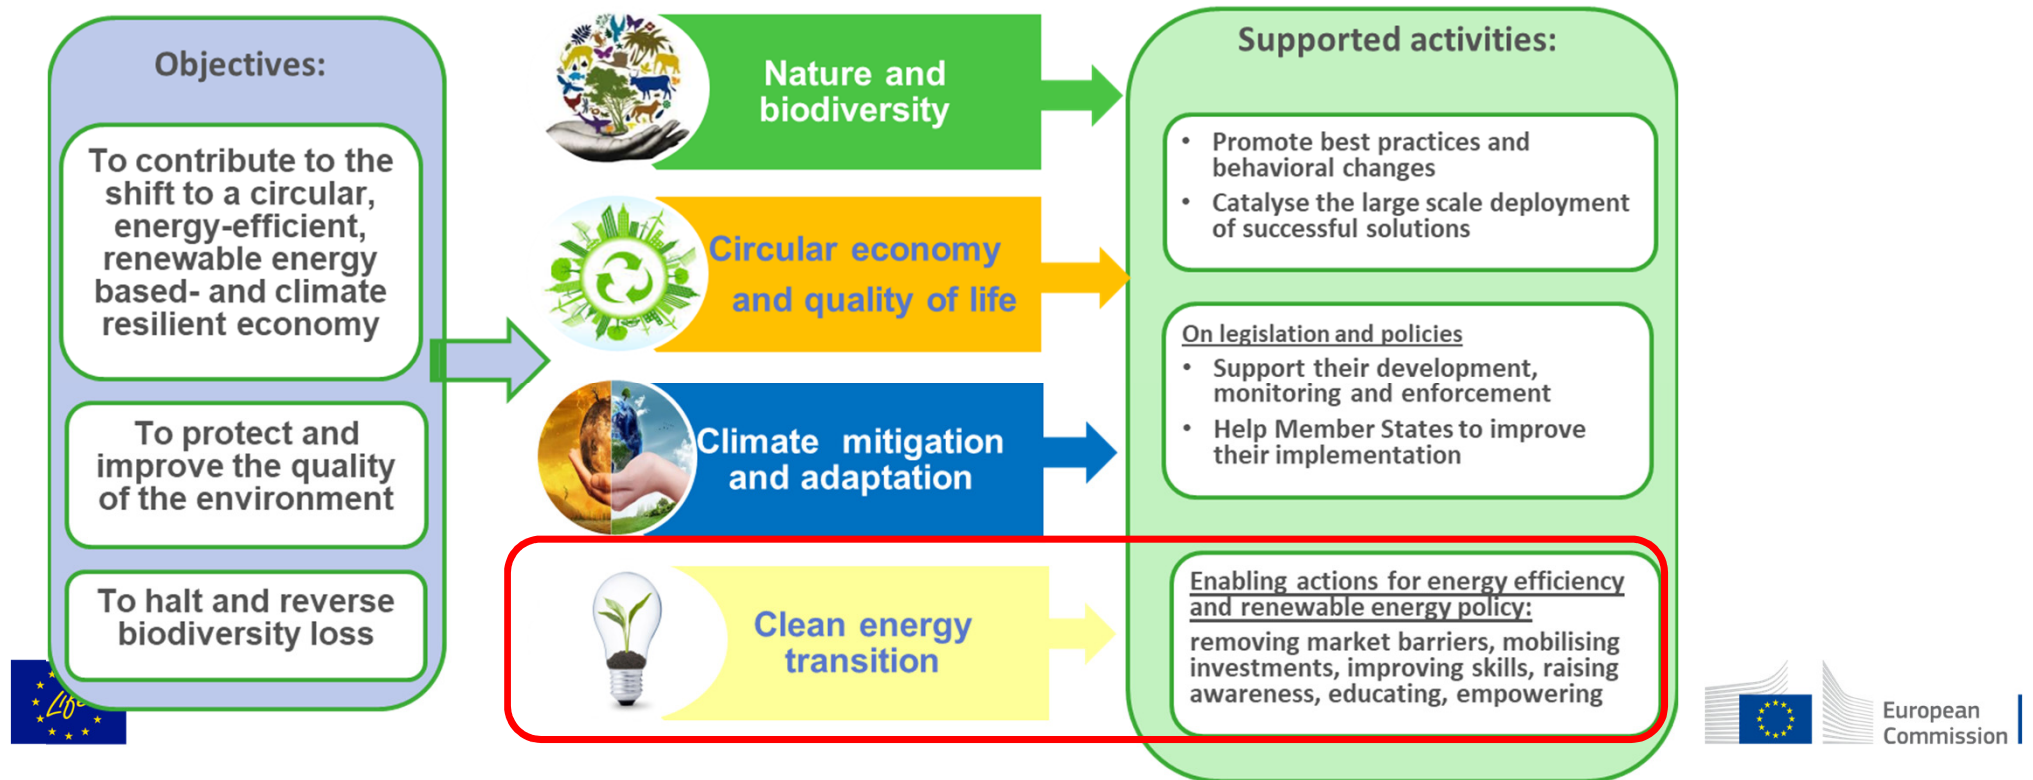 Objectives:
To contribute to the
shift to a circular,
energy-efficient,
renewable energy
based- and climate
resilient economy
To protect and
improve the quality
of the environment
To halt and reverse
biodiversity loss
Life
Nature and
biodiversity
Circular economy
and quality of life
Climate mitigation
and adaptation
Clean energy
transition
Supported activities:
• Promote best practices and
behavioral changes
• Catalyse the large scale deployment
of successful solutions
On legislation and policies
• Support their development,
monitoring and enforcement
• Help Member States to improve
their implementation
Enabling actions for energy efficiency
and renewable energy policy:
removing market barriers, mobilising
investments, improving skills, raising
awareness, educating, empowering
European
Commission